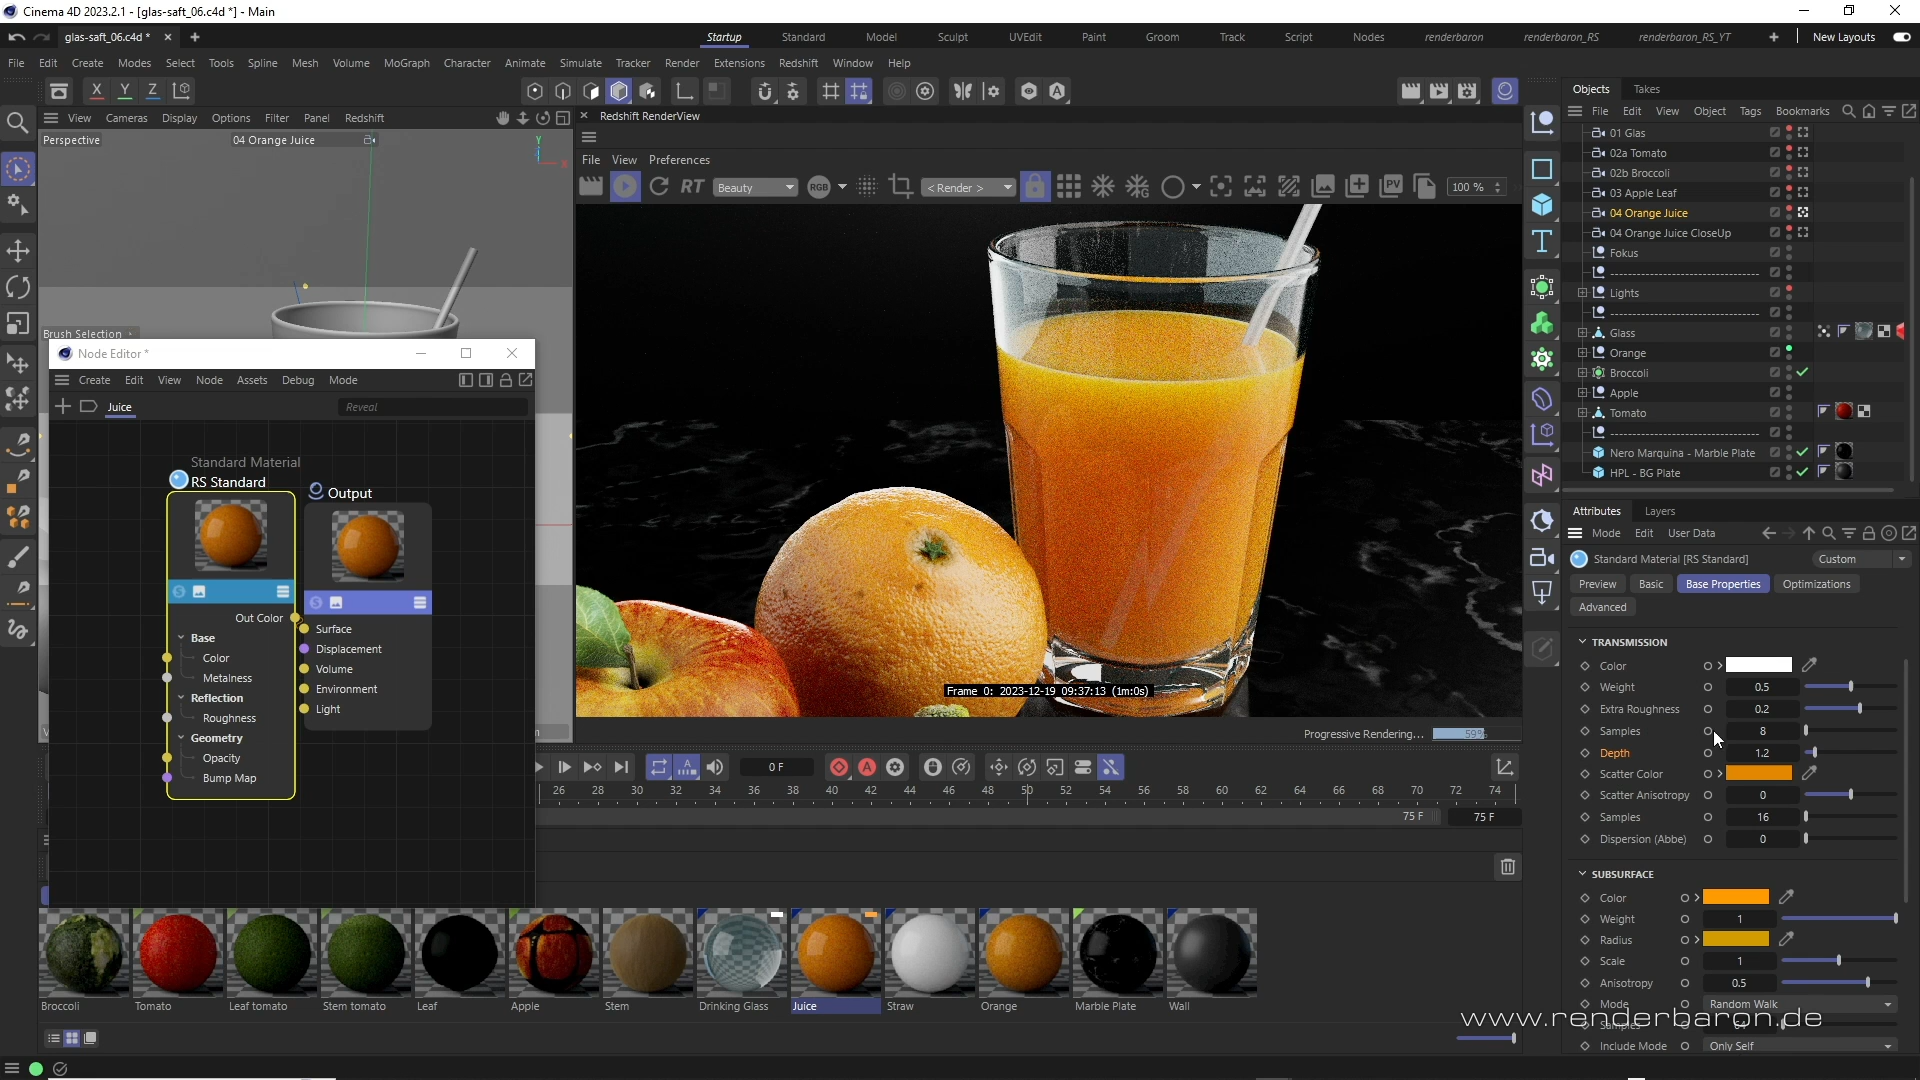 Cinema 4D 2023.2.1 - [glas-saft_06.c4d *] - Main
glas-saft_06.c4d *
Startup Standard Model Sculpt UVEdit Paint Groom Track Script Nodes renderbaron renderbaron_RS renderbaron_RS_YT New Layouts
File Edit Create Modes Select Tools Spline Mesh Volume MoGraph Character Animate Simulate Tracker Render Extensions Redshift Window Help
X Y Z
View Cameras Display Options Filter Panel Redshift
Perspective
04 Orange Juice
Y
Brush Selection
Redshift RenderView
File View Preferences
RT Beauty RGB < Render > PV 100 %
Frame 0: 2023-12-19 09:37:13 (1m:0s)
Progressive Rendering... 59%
Node Editor *
Create Edit View Node Assets Debug Mode
Juice
Reveal
Standard Material
RS Standard
Output
Out Color
Base
Color
Metalness
Reflection
Roughness
Geometry
Opacity
Bump Map
Surface
Displacement
Volume
Environment
Light
0 F
26 28 30 32 34 36 38 40 42 44 46 48 50 52 54 56 58 60 62 64 66 68 70 72 74
75 F
75 F
Broccoli
Tomato
Leaf tomato
Stem tomato
Leaf
Apple
Stem
Drinking Glass
Juice
Straw
Orange
Marble Plate
Wall
Objects Takes
File Edit View Object Tags Bookmarks
01 Glas
02a Tomato
02b Broccoli
03 Apple Leaf
04 Orange Juice
04 Orange Juice CloseUp
Fokus
Lights
Glass
Orange
Broccoli
Apple
Tomato
Nero Marquina - Marble Plate
HPL - BG Plate
Attributes Layers
Mode Edit User Data
Standard Material [RS Standard]
Custom
Preview Basic Base Properties Optimizations
Advanced
TRANSMISSION
Color
Weight 0.5
Extra Roughness 0.2
Samples 8
Depth 1.2
Scatter Color
Scatter Anisotropy 0
Samples 16
Dispersion (Abbe) 0
SUBSURFACE
Color
Weight 1
Radius
Scale 1
Anisotropy 0.5
Mode Random Walk
Samples 64
Include Mode Only Self
www.renderbaron.de